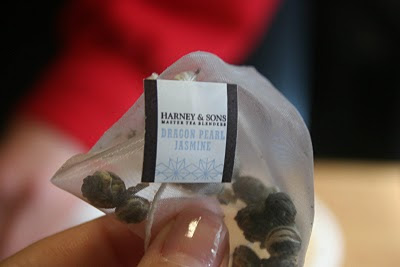 HARNEY & SONS
MASTER TEA BLENDERS
DRAGON PEARL
JASMINE